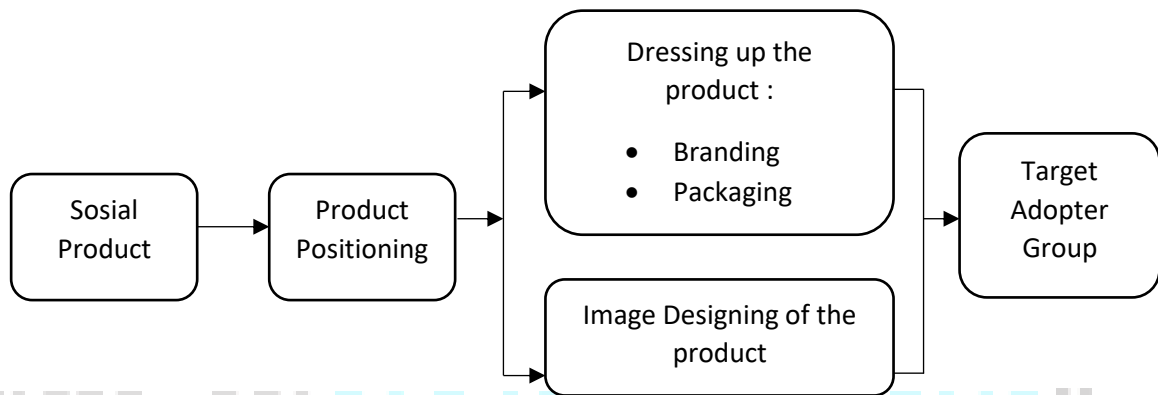 Sosial
Product
Product
Positioning
Dressing up the
product :
• Branding
• Packaging
Image Designing of the
product
Target
Adopter
Group